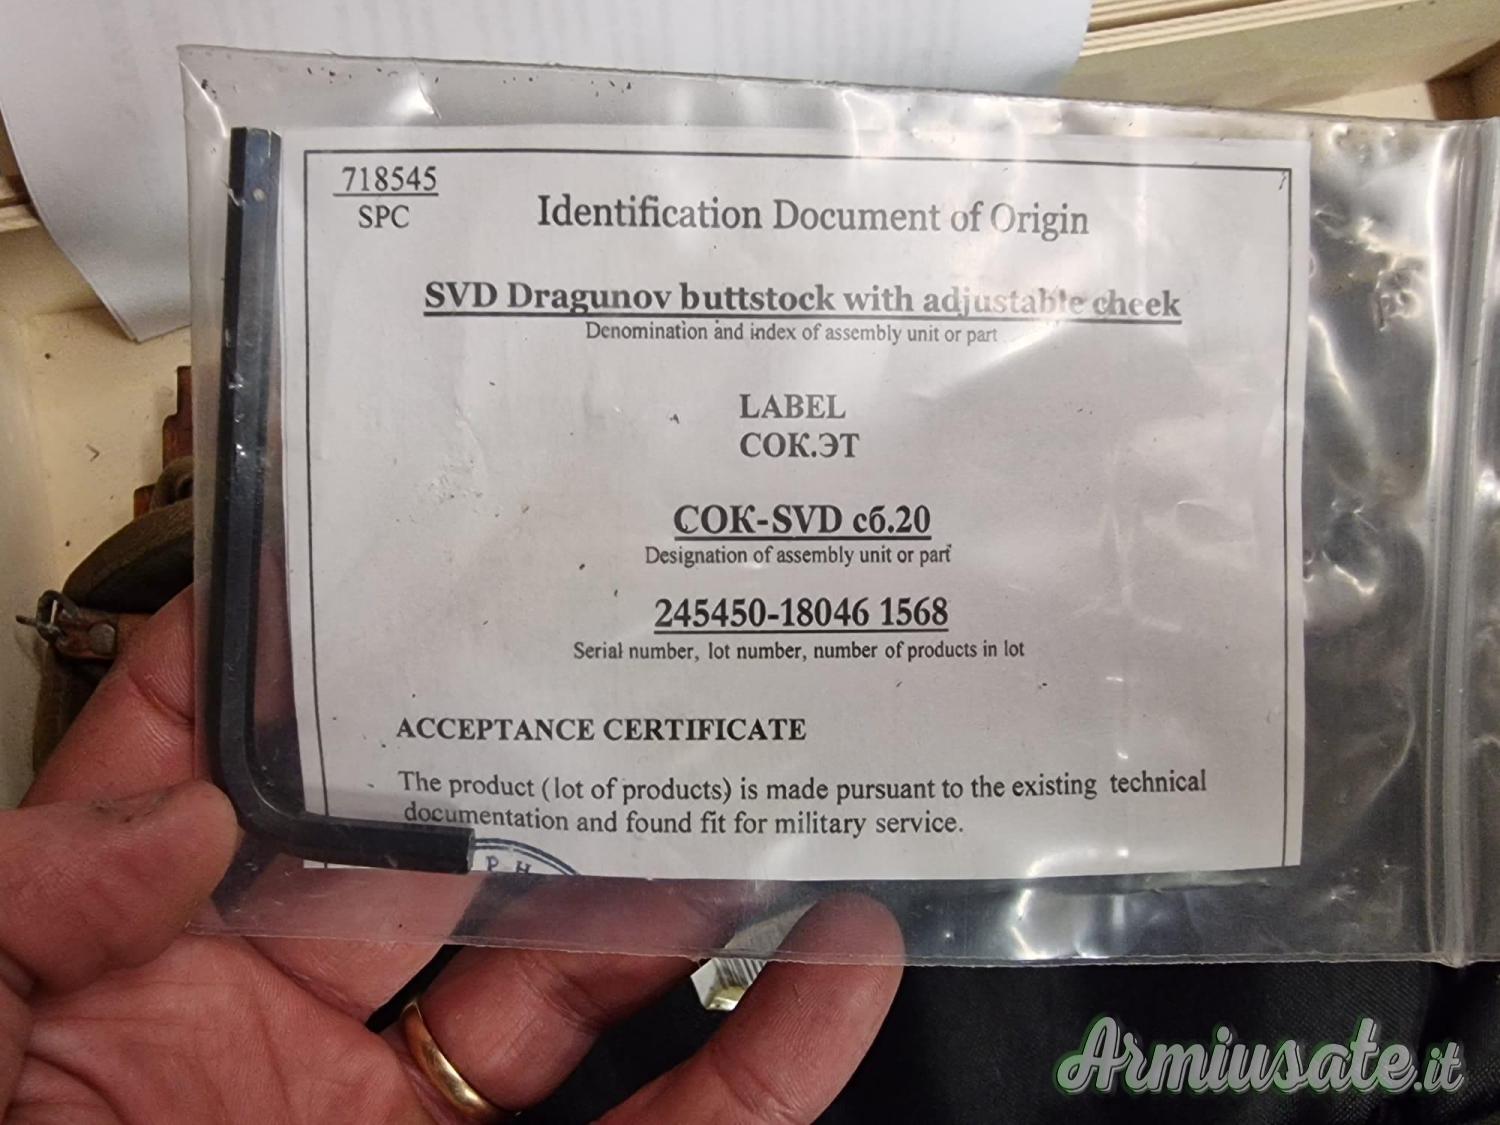 718545
SPC
Identification Document of Origin
SVD Dragunov buttstock with adjustable cheek
Denomination and index of assembly unit or part
LABEL
СОК.ЭТ
СОК-SVD сб.20
Designation of assembly unit or part
245450-18046 1568
Serial number, lot number, number of products in lot
ACCEPTANCE CERTIFICATE
The product (lot of products) is made pursuant to the existing technical
documentation and found fit for military service.
Р Н
Armiusate.it